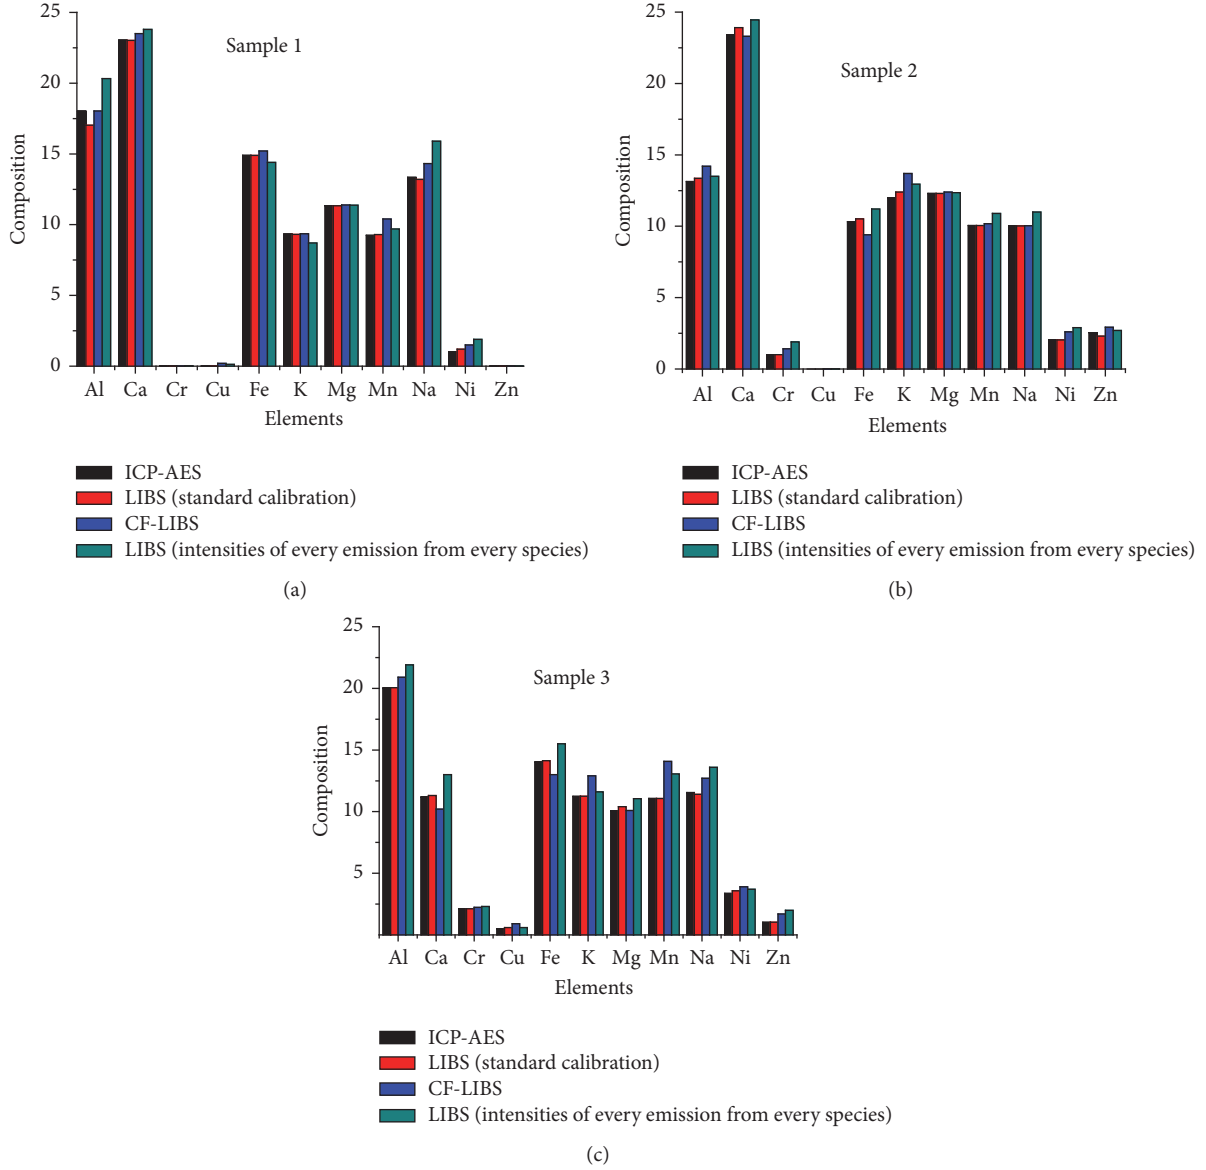 25
20
15
10
5
0
Composition
Sample 1
Al Ca Cr Cu Fe K Mg Mn Na Ni Zn
Elements
ICP-AES
LIBS (standard calibration)
CF-LIBS
LIBS (intensities of every emission from every species)
(a)
25
20
15
10
5
0
Composition
Sample 2
Al Ca Cr Cu Fe K Mg Mn Na Ni Zn
Elements
ICP-AES
LIBS (standard calibration)
CF-LIBS
LIBS (intensities of every emission from every species)
(b)
25
20
15
10
5
Composition
Sample 3
Al Ca Cr Cu Fe K Mg Mn Na Ni Zn
Elements
ICP-AES
LIBS (standard calibration)
CF-LIBS
LIBS (intensities of every emission from every species)
(c)